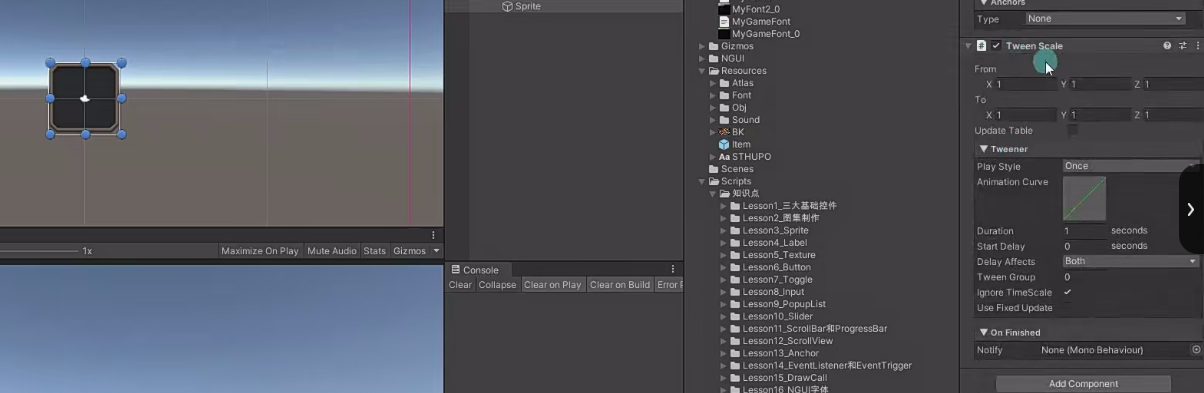 Sprite
1x
Maximize On Play Mute Audio Stats Gizmos
Console
Clear Collapse Clear on Play Clear on Build Error
MyFont2_0
MyGameFont
MyGameFont_0
Gizmos
NGUI
Resources
Atlas
Font
Obj
Sound
BK
Item
Aa STHUPO
Scenes
Scripts
知识点
Lesson1_三大基础控件
Lesson2_图集制作
Lesson3_Sprite
Lesson4_Label
Lesson5_Texture
Lesson6_Button
Lesson7_Toggle
Lesson8_Input
Lesson9_PopupList
Lesson10_Slider
Lesson11_ScrollBar和ProgressBar
Lesson12_ScrollView
Lesson13_Anchor
Lesson14_EventListener和EventTrigger
Lesson15_DrawCall
Lesson16_NGUI字体
Anchors
Type None
# Tween Scale
From
X 1 Y 1 Z 1
To
X 1 Y 1 Z 1
Update Table
Tweener
Play Style Once
Animation Curve
Duration 1 seconds
Start Delay 0 seconds
Delay Affects Both
Tween Group 0
Ignore TimeScale
Use Fixed Update
On Finished
Notify None (Mono Behaviour)
Add Component